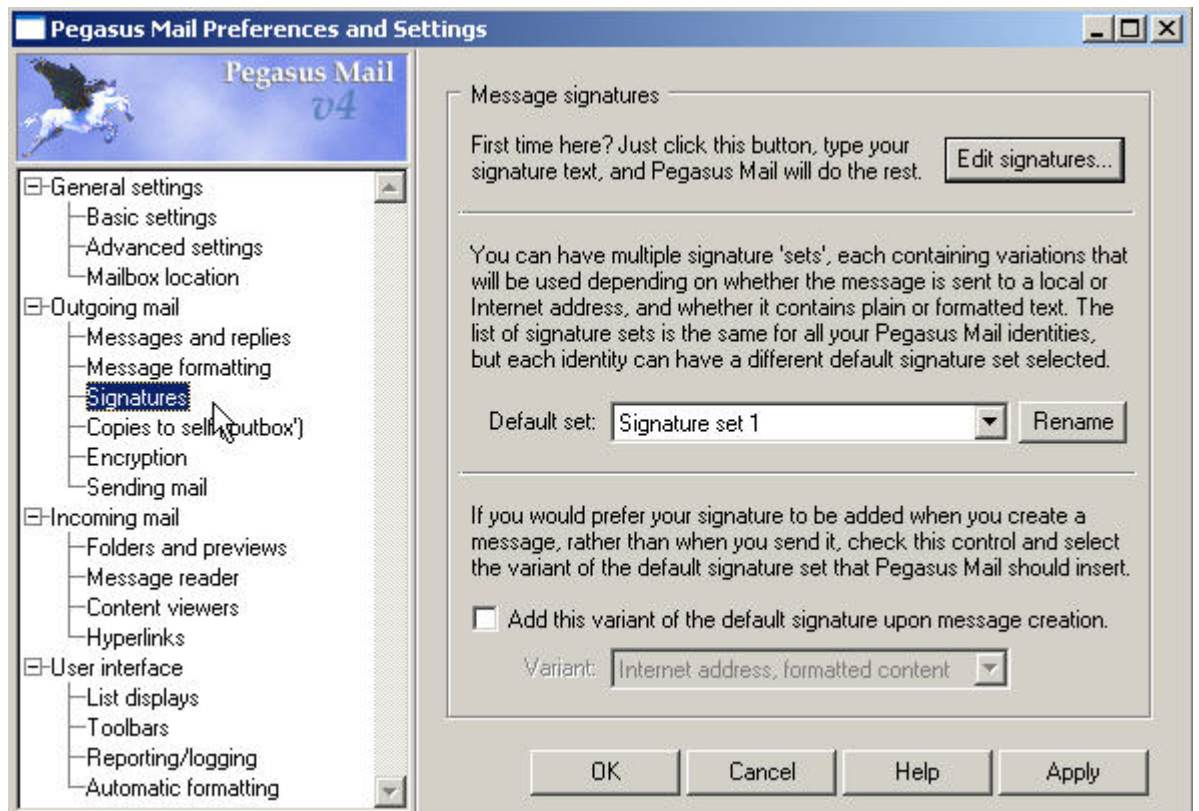 Pegasus Mail Preferences and Settings
Pegasus Mail
v4
General settings
Basic settings
Advanced settings
Mailbox location
Outgoing mail
Messages and replies
Message formatting
Signatures
Copies to self outbox')
Encryption
Sending mail
Incoming mail
Folders and previews
Message reader
Content viewers
Hyperlinks
User interface
List displays
Toolbars
Reporting/logging
Automatic formatting
Message signatures
First time here? Just click this button, type your
signature text, and Pegasus Mail will do the rest.
Edit signatures...
You can have multiple signature 'sets', each containing variations that
will be used depending on whether the message is sent to a local or
Internet address, and whether it contains plain or formatted text. The
list of signature sets is the same for all your Pegasus Mail identities,
but each identity can have a different default signature set selected.
Default set: Signature set 1 Rename
If you would prefer your signature to be added when you create a
message, rather than when you send it, check this control and select
the variant of the default signature set that Pegasus Mail should insert.
Add this variant of the default signature upon message creation.
Variant: Internet address, formatted content
OK Cancel Help Apply